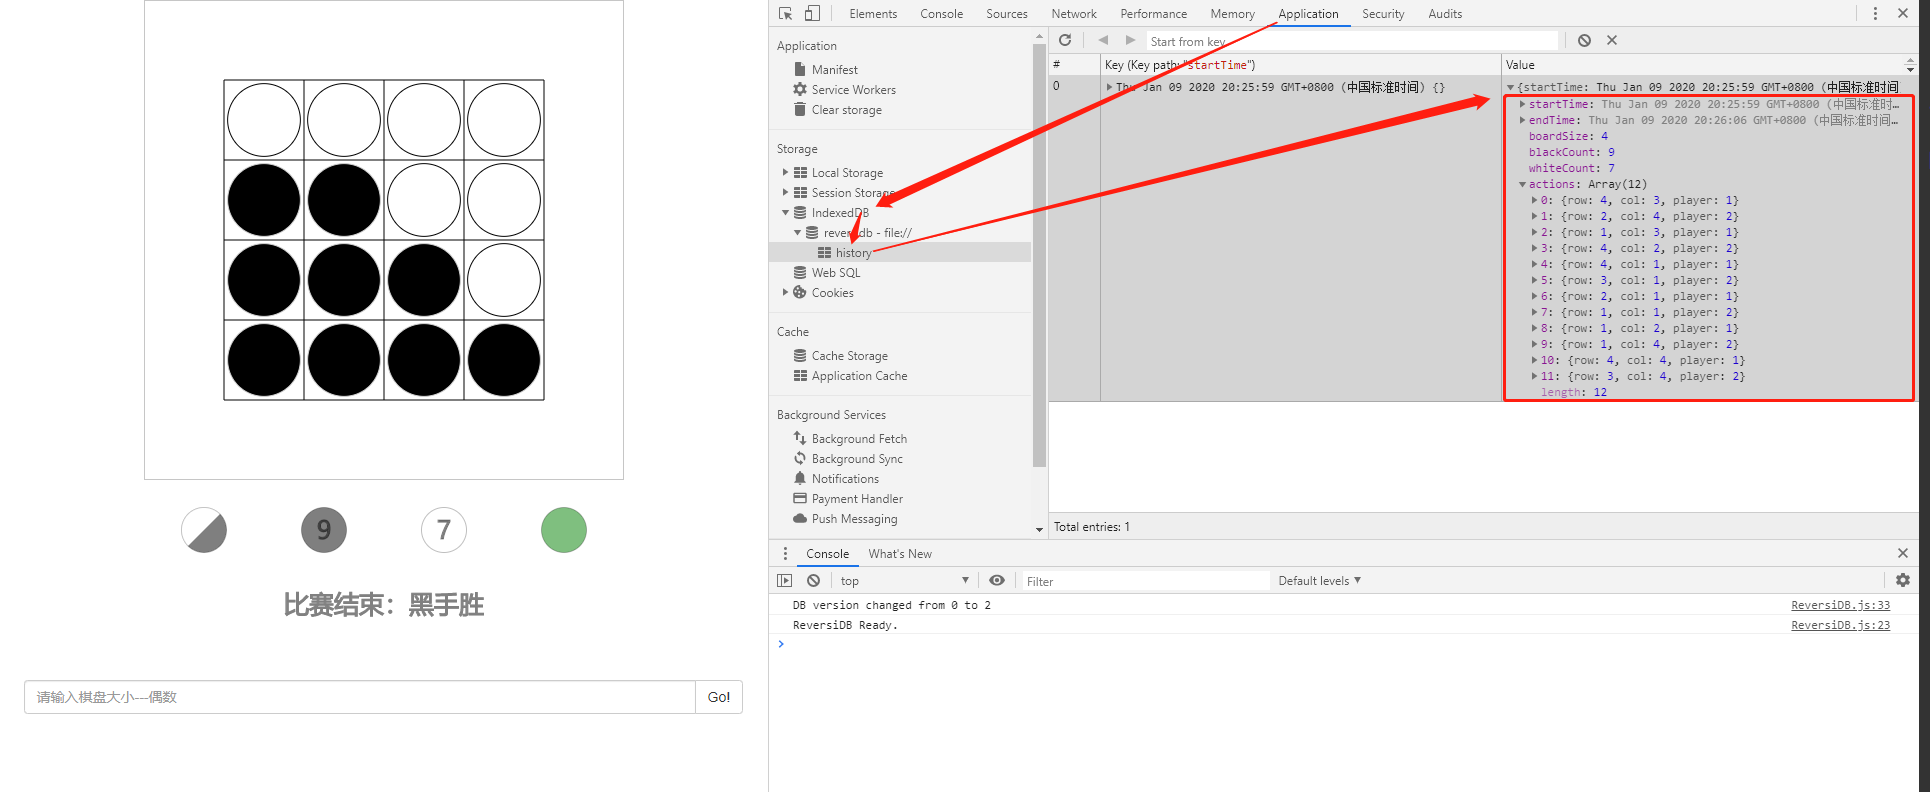 9
7
比赛结束：黑手胜
请输入棋盘大小---偶数
Go!
Elements Console Sources Network Performance Memory Application Security Audits
Application
Manifest
Service Workers
Clear storage
Storage
Local Storage
Session Storage
IndexedDB
reversidb - file://
history
Web SQL
Cookies
Cache
Cache Storage
Application Cache
Background Services
Background Fetch
Background Sync
Notifications
Payment Handler
Push Messaging
Start from key
# Key (Key path: "startTime") Value
0 Thu Jan 09 2020 20:25:59 GMT+0800 (中国标准时间) {} {startTime: Thu Jan 09 2020 20:25:59 GMT+0800 (中国标准时间
startTime: Thu Jan 09 2020 20:25:59 GMT+0800 (中国标准时…
endTime: Thu Jan 09 2020 20:26:06 GMT+0800 (中国标准时间…
boardSize: 4
blackCount: 9
whiteCount: 7
actions: Array(12)
0: {row: 4, col: 3, player: 1}
1: {row: 2, col: 4, player: 2}
2: {row: 1, col: 3, player: 1}
3: {row: 4, col: 2, player: 2}
4: {row: 4, col: 1, player: 1}
5: {row: 3, col: 1, player: 2}
6: {row: 2, col: 1, player: 1}
7: {row: 1, col: 1, player: 2}
8: {row: 1, col: 2, player: 1}
9: {row: 1, col: 4, player: 2}
10: {row: 4, col: 4, player: 1}
11: {row: 3, col: 4, player: 2}
length: 12
Total entries: 1
Console What's New
top Filter Default levels
DB version changed from 0 to 2 ReversiDB.js:33
ReversiDB Ready. ReversiDB.js:23